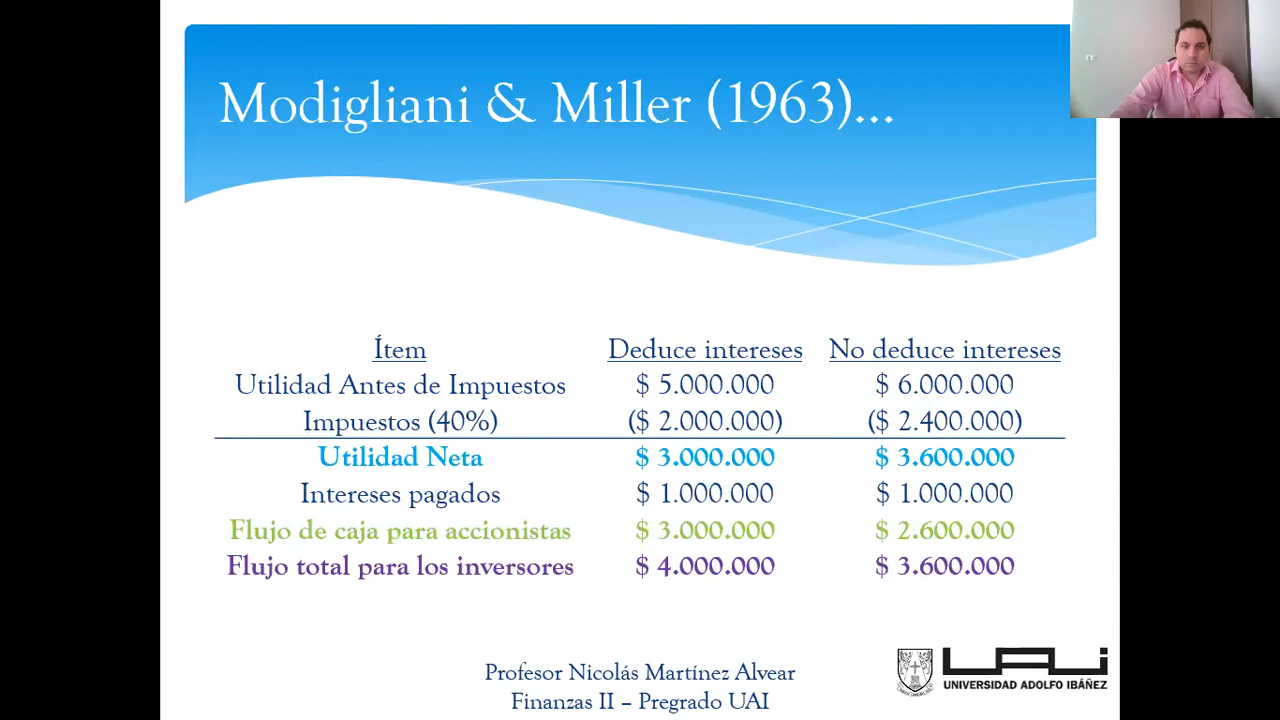 Modigliani & Miller (1963)...
Ítem Deduce intereses No deduce intereses
Utilidad Antes de Impuestos $ 5.000.000 $ 6.000.000
Impuestos (40%) ($ 2.000.000) ($ 2.400.000)
Utilidad Neta $ 3.000.000 $ 3.600.000
Intereses pagados $ 1.000.000 $ 1.000.000
Flujo de caja para accionistas $ 3.000.000 $ 2.600.000
Flujo total para los inversores $ 4.000.000 $ 3.600.000
Profesor Nicolás Martínez Alvear
Finanzas II – Pregrado UAI
UAI
UNIVERSIDAD ADOLFO IBÁÑEZ